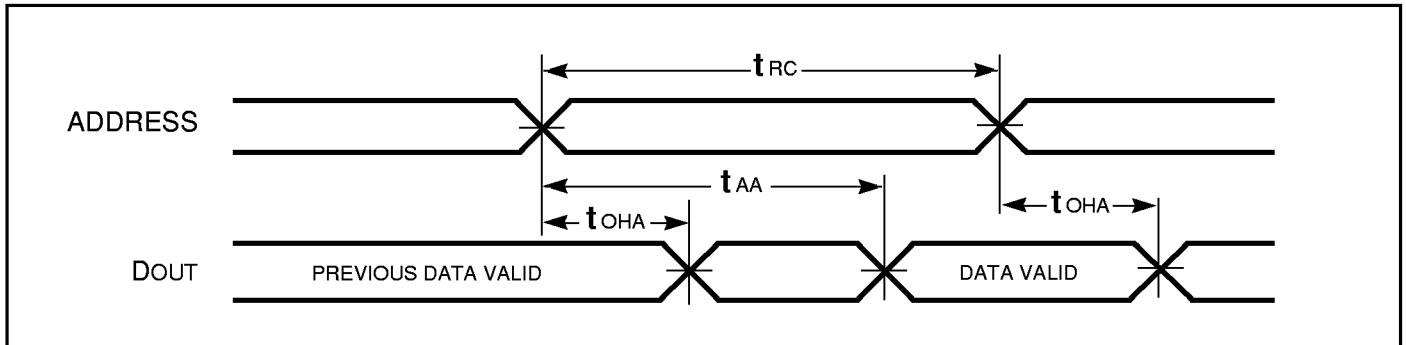 tRC
ADDRESS
tAA
tOHA
tOHA
DOUT
PREVIOUS DATA VALID
DATA VALID